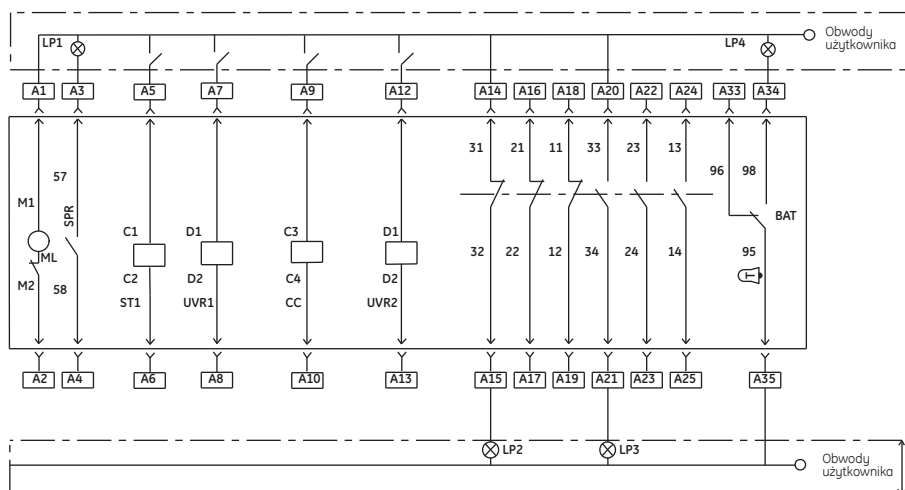 LP1
LP4
Obwody
użytkownika
A1 A3 A5 A7 A9 A12 A14 A16 A18 A20 A22 A24 A33 A34
31 21 11 33 23 13
57
96 98
M1
SPR
BAT
C1 D1 C3 D1
ML
32 22 12 34 24 14
95
M2
58
C2 D2 C4 D2
T
ST1 UVR1 CC UVR2
A2 A4 A6 A8 A10 A13 A15 A17 A19 A21 A23 A25 A35
LP2 LP3
Obwody
użytkownika